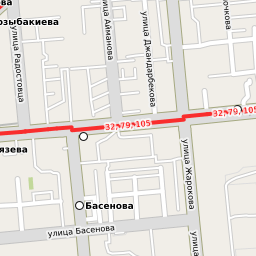 озыбакиева
улица Радостовца
улица Айманова
улица Джандарбекова
32, 79, 105
32, 79, 105
язева
улица Жарокова
Басенова
улица Басенова